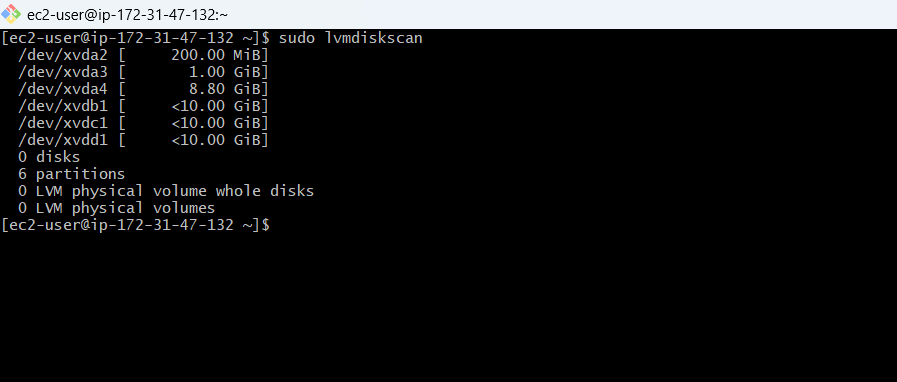 ec2-user@ip-172-31-47-132:~
[ec2-user@ip-172-31-47-132 ~]$ sudo lvmdiskscan
  /dev/xvda2 [     200.00 MiB]
  /dev/xvda3 [       1.00 GiB]
  /dev/xvda4 [       8.80 GiB]
  /dev/xvdb1 [     <10.00 GiB]
  /dev/xvdc1 [     <10.00 GiB]
  /dev/xvdd1 [     <10.00 GiB]
  0 disks
  6 partitions
  0 LVM physical volume whole disks
  0 LVM physical volumes
[ec2-user@ip-172-31-47-132 ~]$